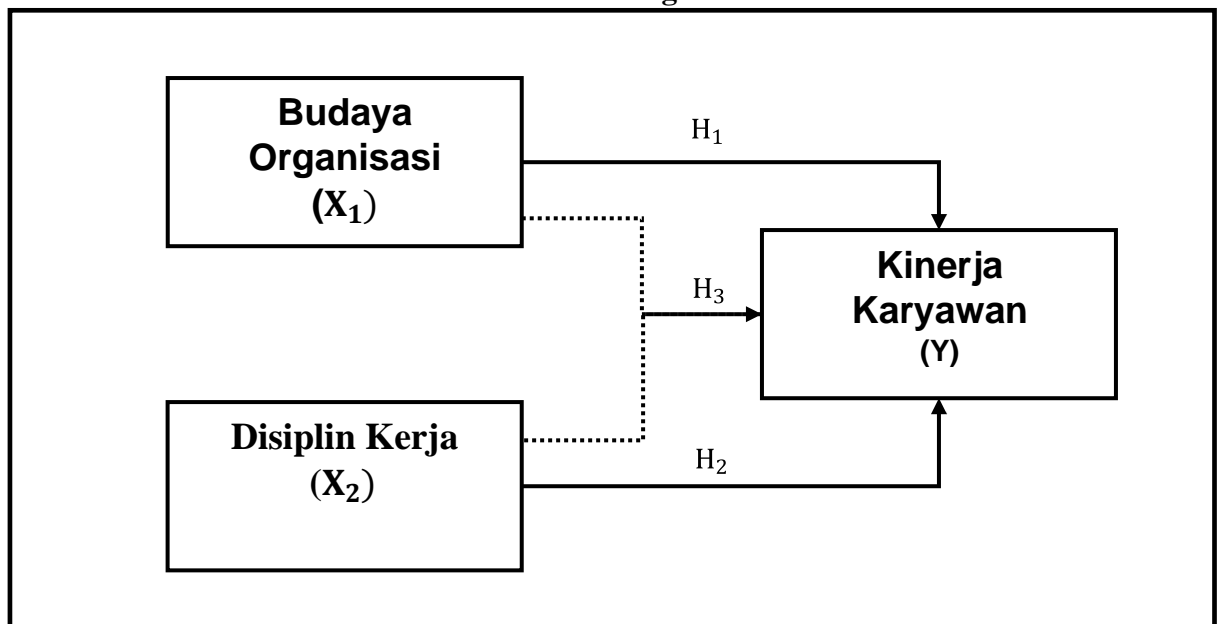 Budaya
Organisasi
(X₁)
H₁
Kinerja
Karyawan
(Y)
H₃
Disiplin Kerja
(X₂)
H₂